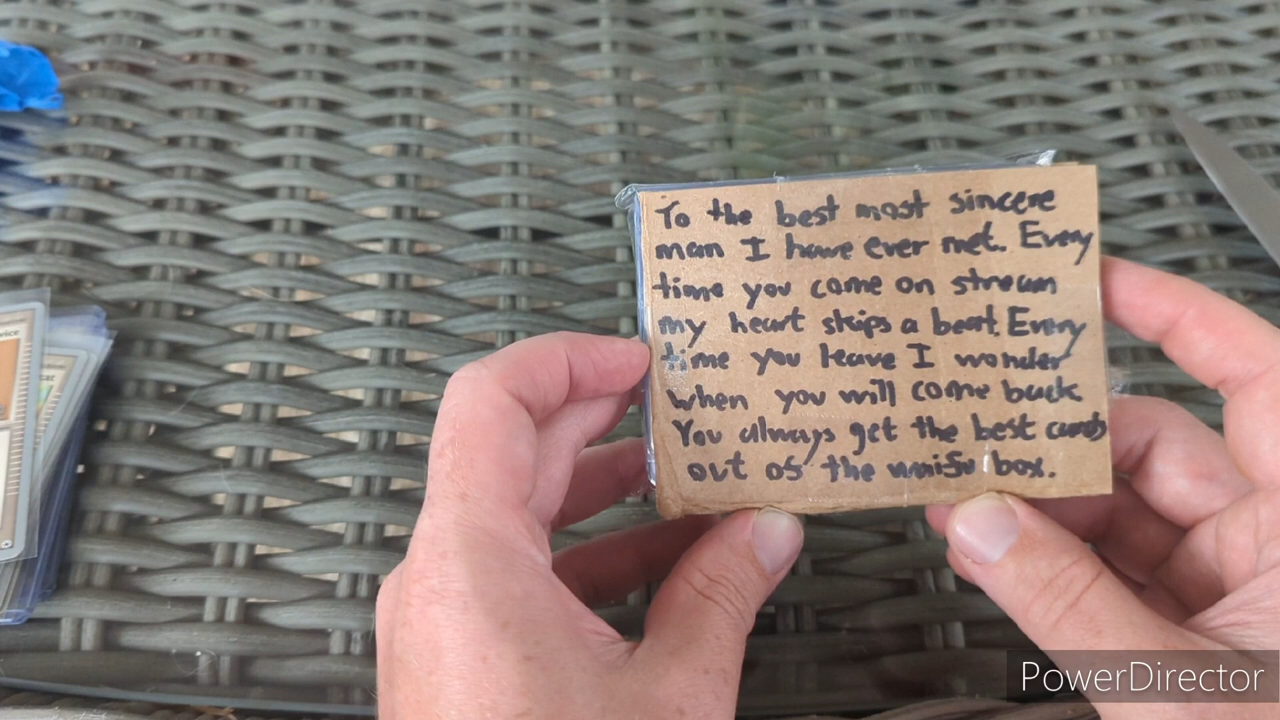 To the best most sincere
man I have ever met. Every
time you come on stream
my heart skips a beat. Every
time you leave I wonder
when you will come back
You always get the best cards
out of the waifu box.
PowerDirector